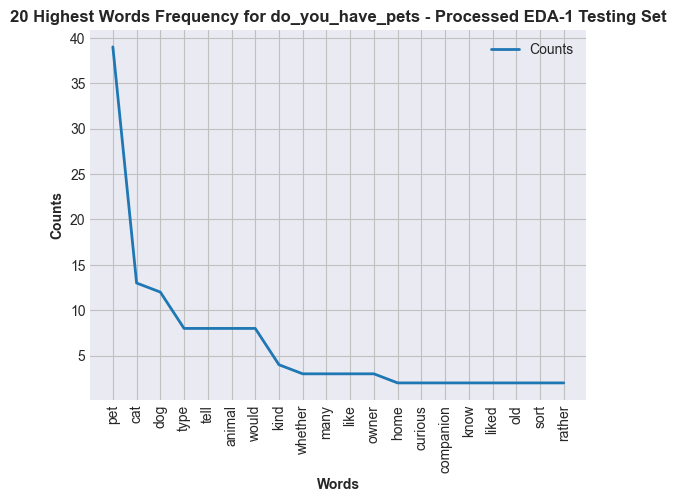 20 Highest Words Frequency for do_you_have_pets - Processed EDA-1 Testing Set
Counts
40
35
30
25
20
15
10
5
Counts
pet
cat
dog
type
tell
animal
would
kind
whether
many
like
owner
home
curious
companion
know
liked
old
sort
rather
Words